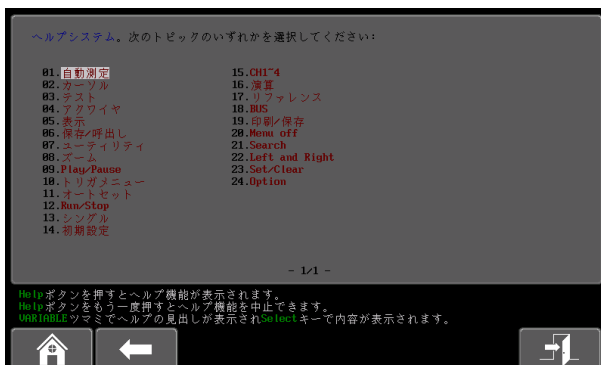 ヘルプシステム。次のトピックのいずれかを選択してください:
01.自動測定
02.カーソル
03.テスト
04.アクワイヤ
05.表示
06.保存/呼出し
07.ユーティリティ
08.ズーム
09.Play/Pause
10.トリガメニュー
11.オートセット
12.Run/Stop
13.シングル
14.初期設定
15.CH1~4
16.演算
17.リファレンス
18.BUS
19.印刷/保存
20.Menu off
21.Search
22.Left and Right
23.Set/Clear
24.Option
- 1/1 -
Helpボタンを押すとヘルプ機能が表示されます。
Helpボタンをもう一度押すとヘルプ機能を中止できます。
VARIABLEツマミでヘルプの見出しが表示されSelectキーで内容が表示されます。